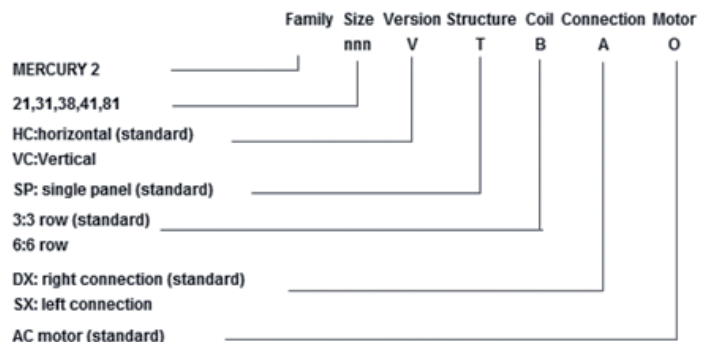 Family Size Version Structure Coil Connection Motor
nnn V T B A O
MERCURY 2
21,31,38,41,81
HC:horizontal (standard)
VC:Vertical
SP: single panel (standard)
3:3 row (standard)
6:6 row
DX: right connection (standard)
SX: left connection
AC motor (standard)